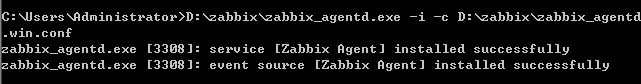 C:\Users\Administrator>D:\zabbix\zabbix_agentd.exe -i -c D:\zabbix\zabbix_agentd
.win.conf
zabbix_agentd.exe [3308]: service [Zabbix Agent] installed successfully
zabbix_agentd.exe [3308]: event source [Zabbix Agent] installed successfully